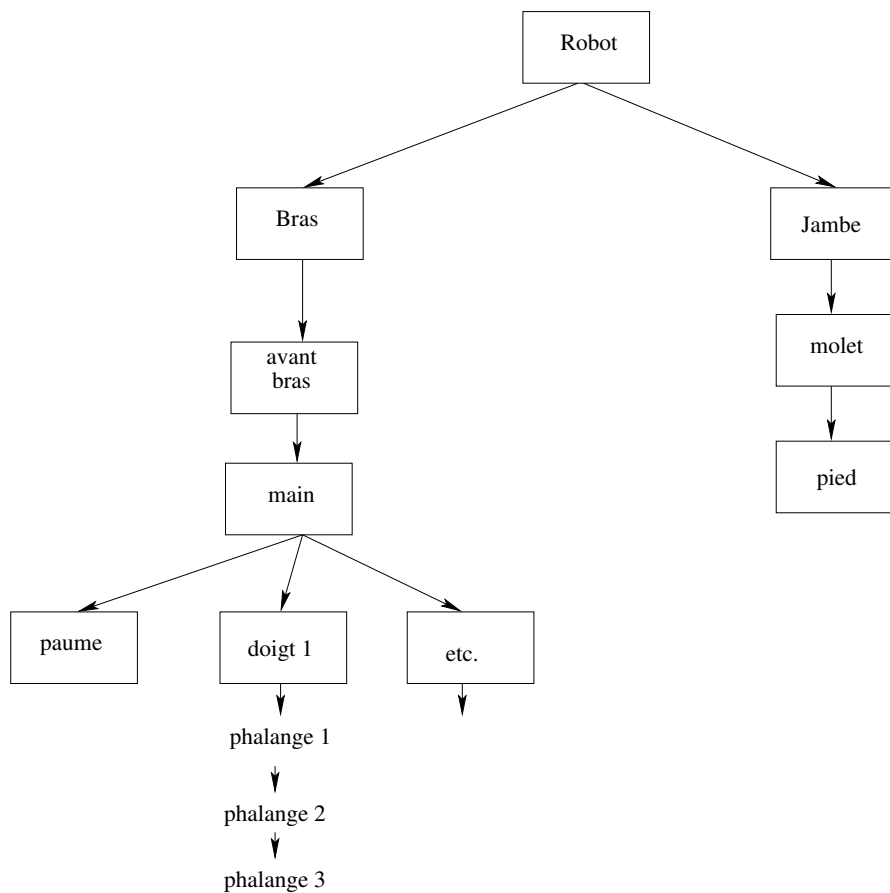 Robot
Bras
Jambe
avant
bras
molet
main
pied
paume
doigt 1
etc.
phalange 1
phalange 2
phalange 3